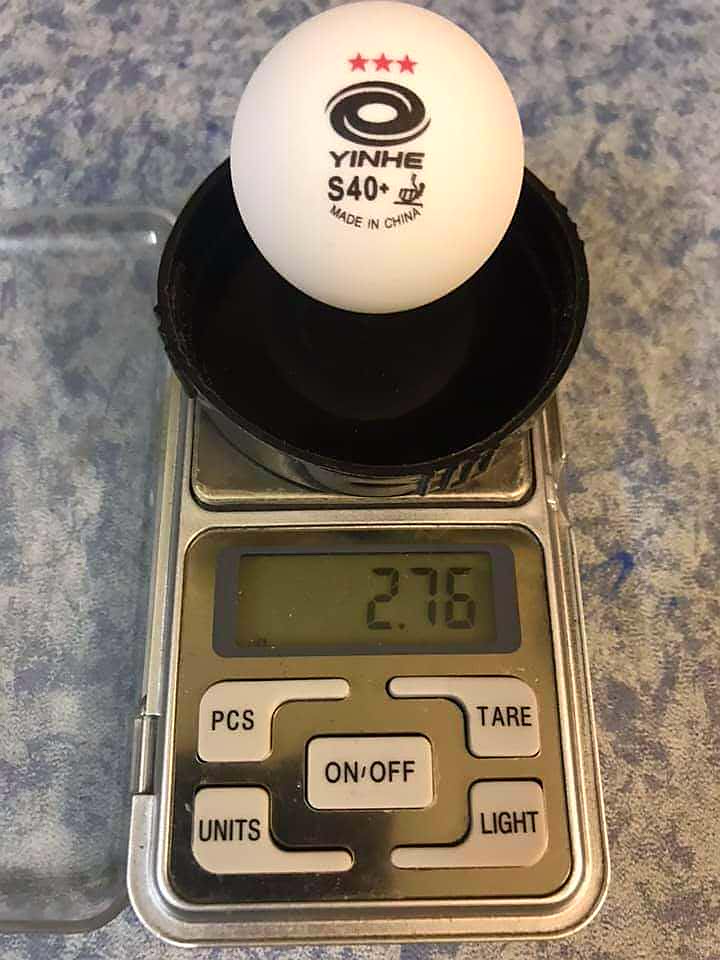 YINHE
S40+
MADE IN CHINA
2.76
PCS
TARE
ON/OFF
UNITS
LIGHT